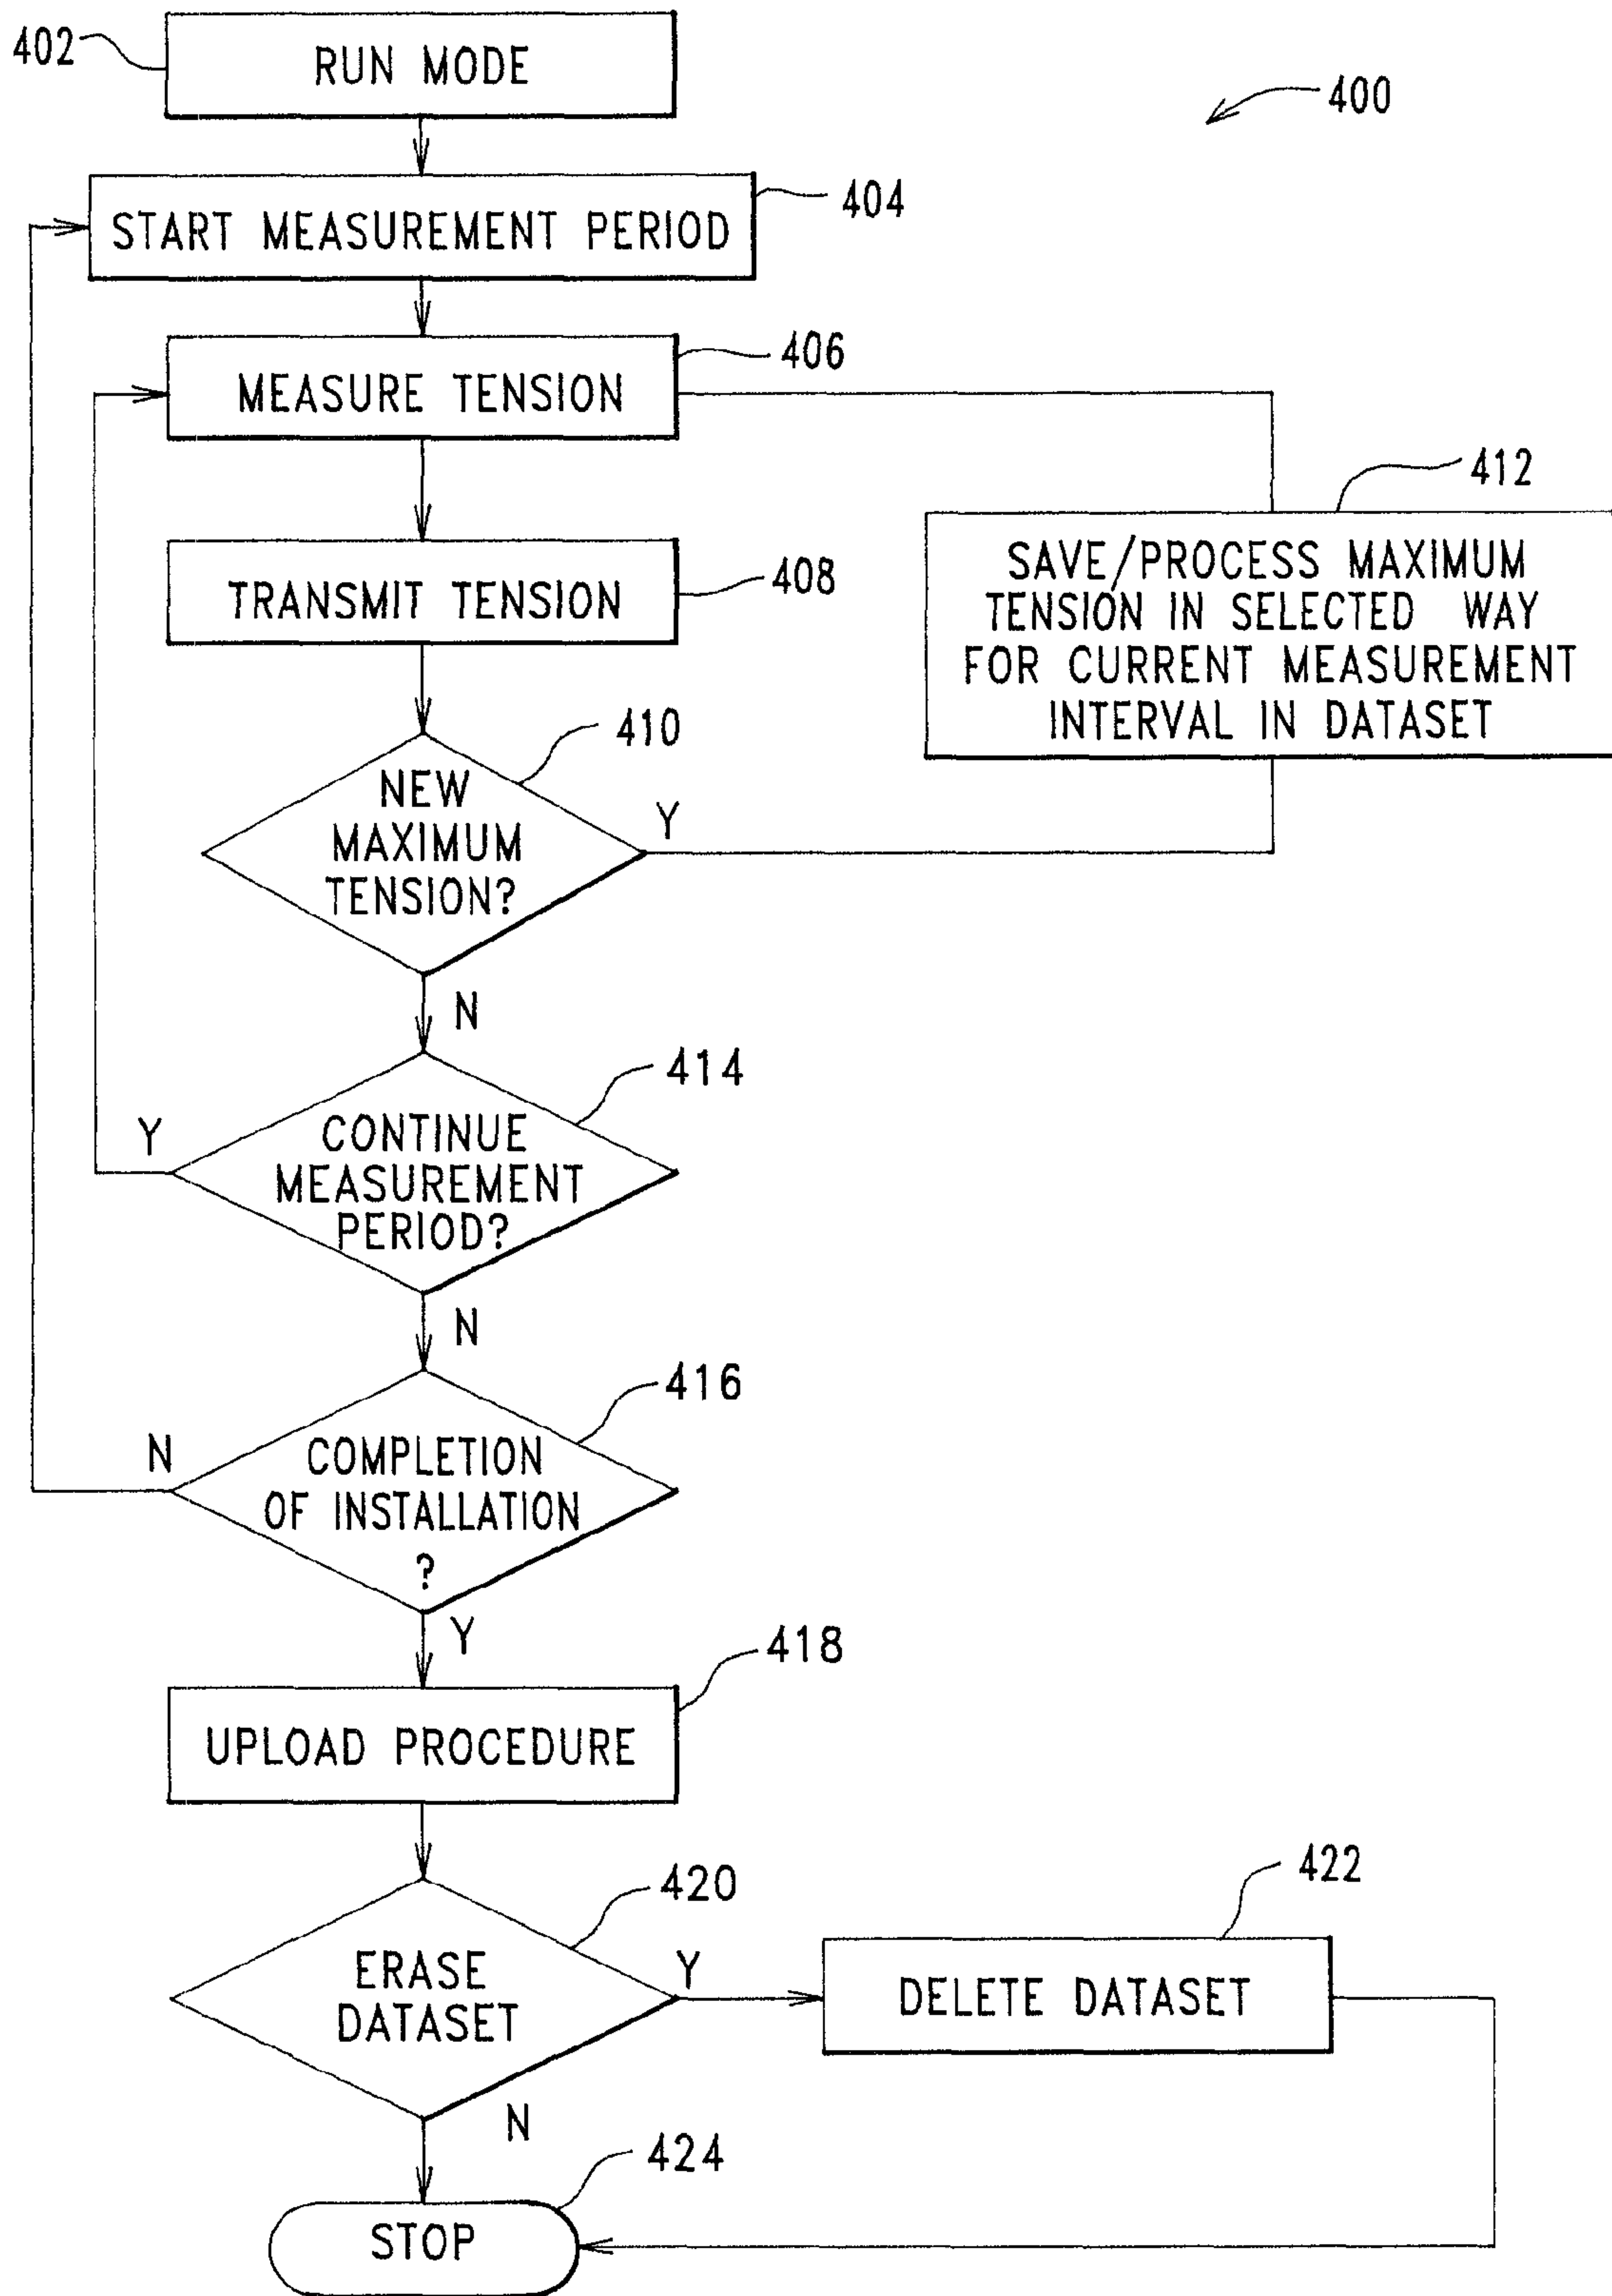 402
RUN MODE
400
404
START MEASUREMENT PERIOD
406
MEASURE TENSION
412
SAVE/PROCESS MAXIMUM
TENSION IN SELECTED WAY
FOR CURRENT MEASUREMENT
INTERVAL IN DATASET
408
TRANSMIT TENSION
410
NEW
MAXIMUM
TENSION?
Y
N
414
CONTINUE
MEASUREMENT
PERIOD?
Y
N
416
COMPLETION
OF INSTALLATION
?
N
Y
418
UPLOAD PROCEDURE
420
ERASE
DATASET
Y
422
DELETE DATASET
N
424
STOP